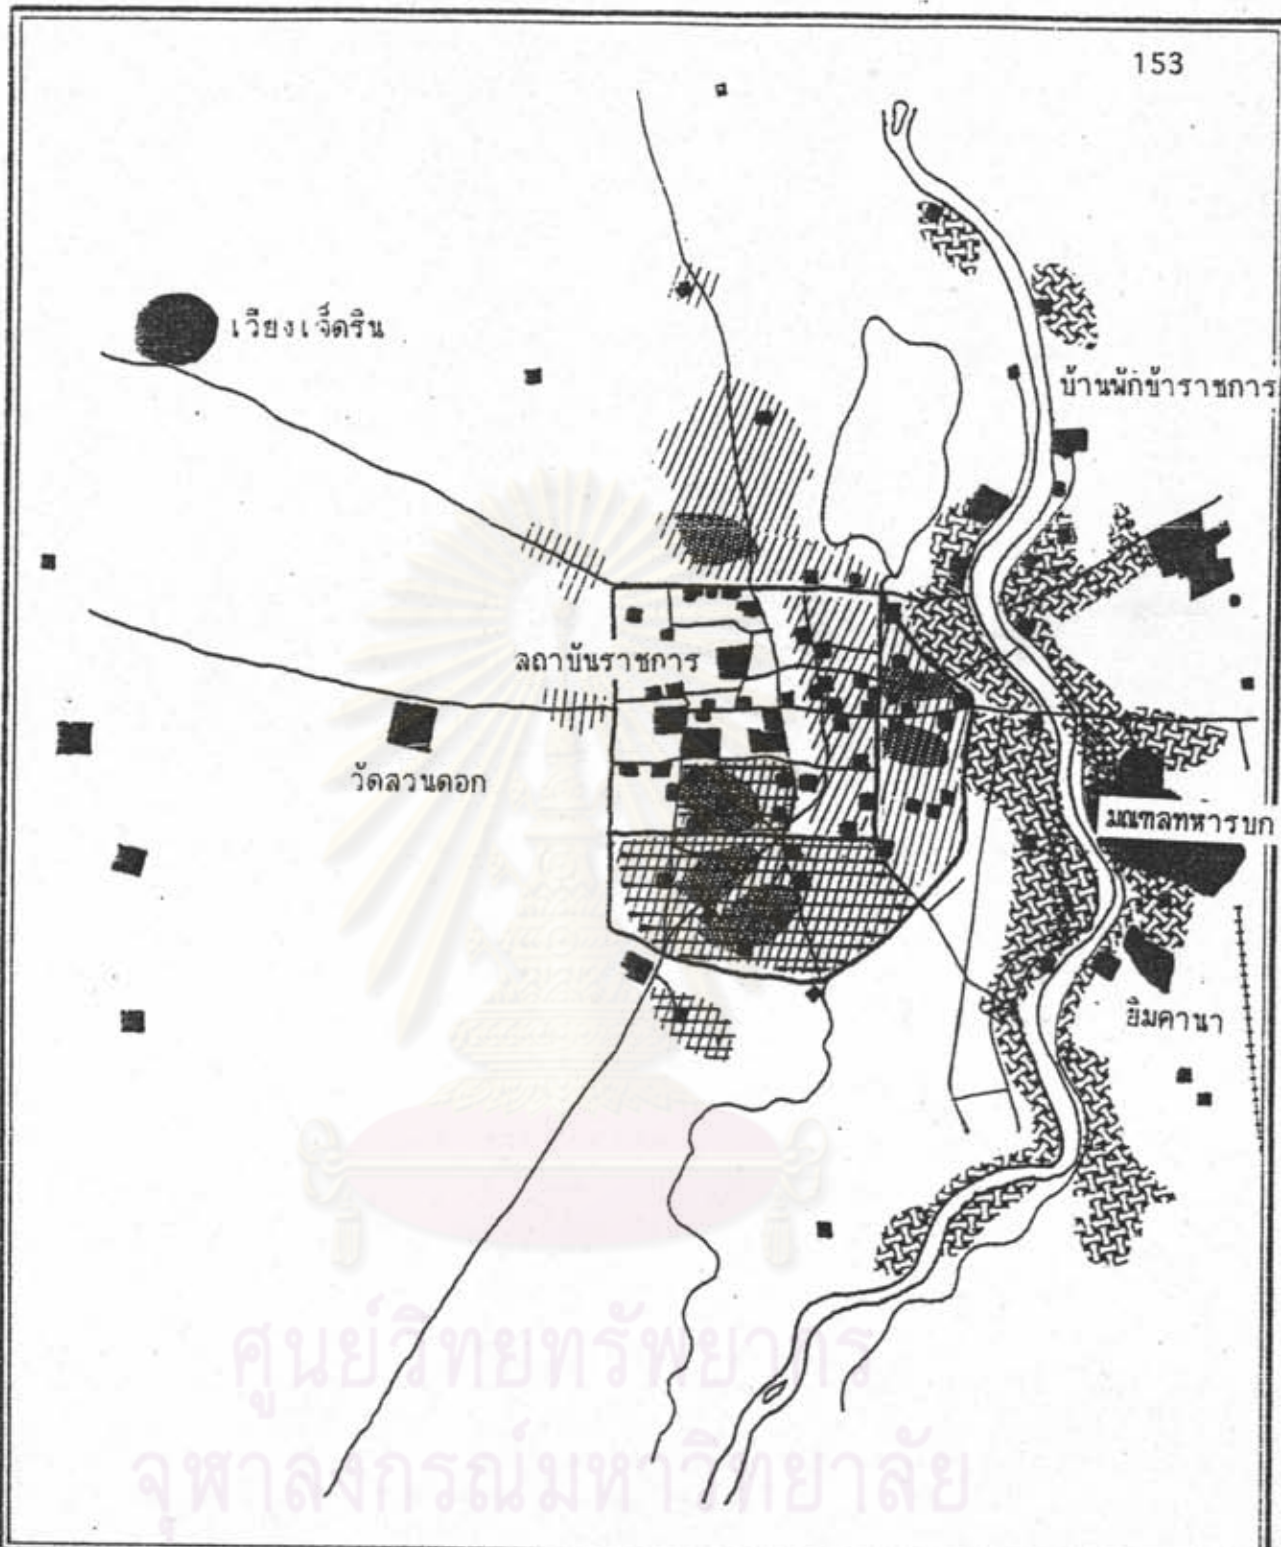 153
เวียงเจ็ดริน
บ้านพักข้าราชการ
สถาบันราชการ
วัดสวนดอก
มณฑลทหารบก
ยิมคานา
ศูนย์วิทยทรัพยากร
จุฬาลงกรณ์มหาวิทยาลัย